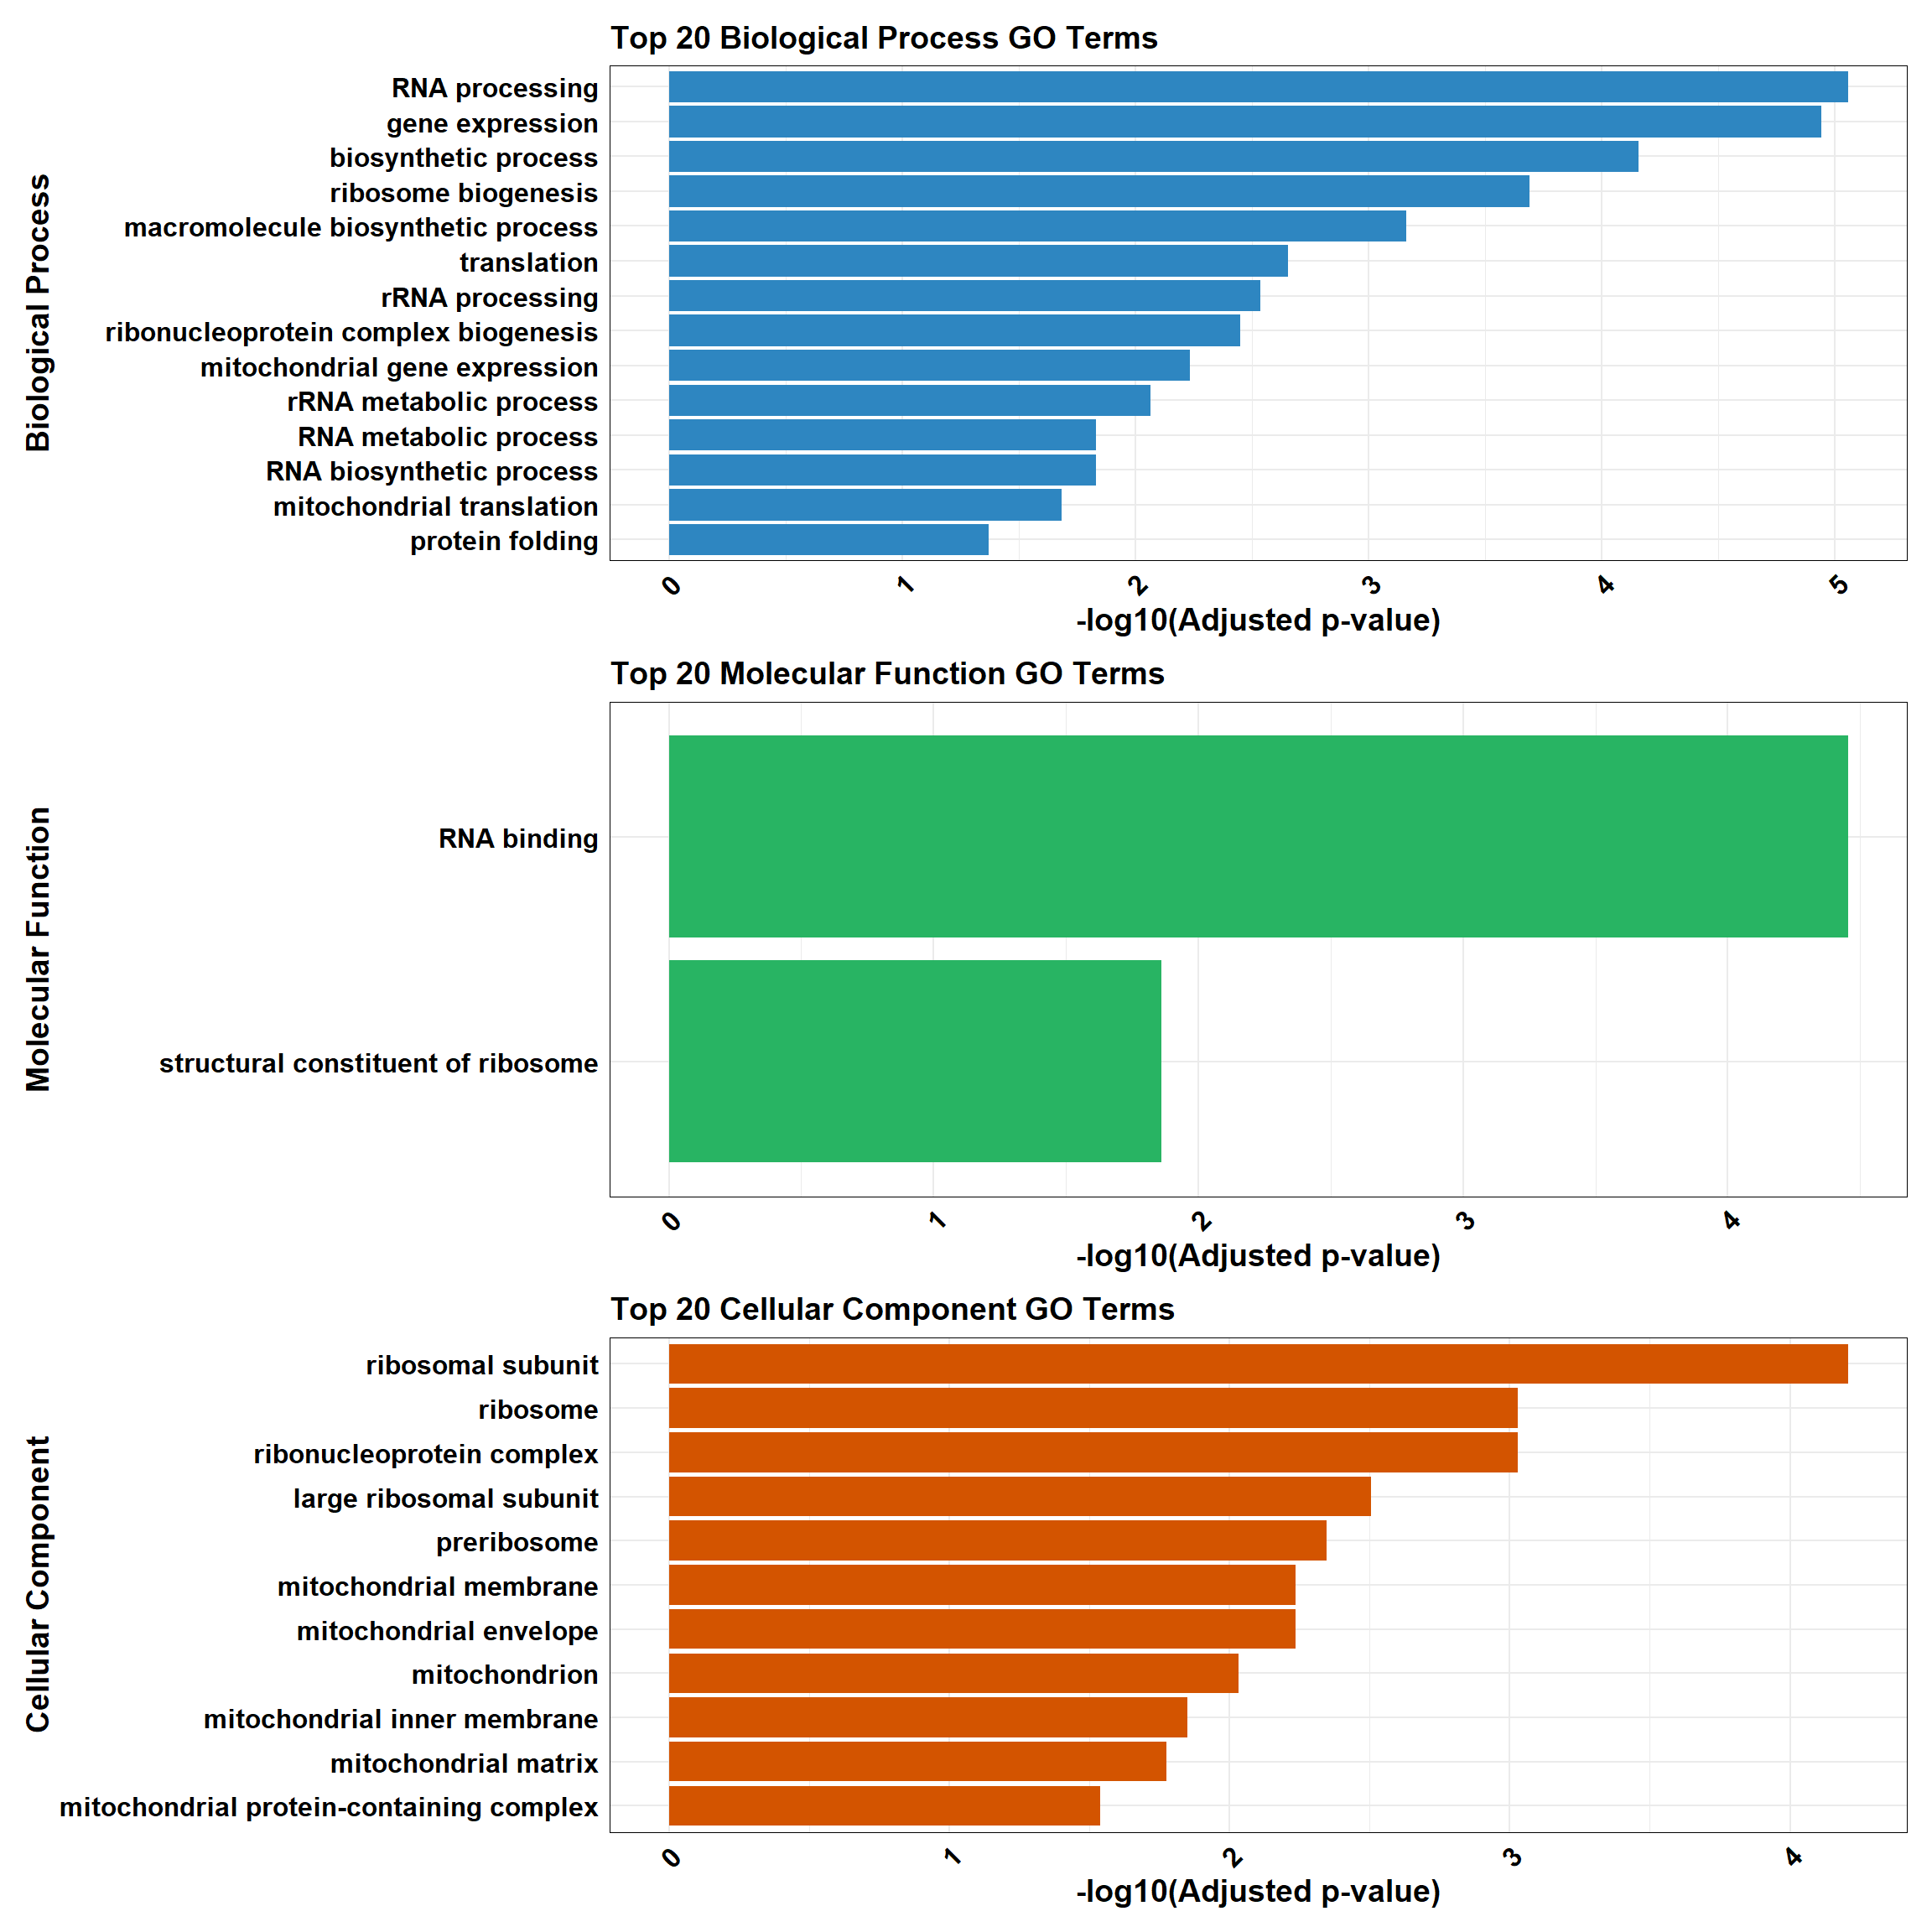 Top 20 Biological Process GO Terms
Biological Process
RNA processing
gene expression
biosynthetic process
ribosome biogenesis
macromolecule biosynthetic process
translation
rRNA processing
ribonucleoprotein complex biogenesis
mitochondrial gene expression
rRNA metabolic process
RNA metabolic process
RNA biosynthetic process
mitochondrial translation
protein folding
0 1 2 3 4 5
-log10(Adjusted p-value)
Top 20 Molecular Function GO Terms
Molecular Function
RNA binding
structural constituent of ribosome
0 1 2 3 4
-log10(Adjusted p-value)
Top 20 Cellular Component GO Terms
Cellular Component
ribosomal subunit
ribosome
ribonucleoprotein complex
large ribosomal subunit
preribosome
mitochondrial membrane
mitochondrial envelope
mitochondrion
mitochondrial inner membrane
mitochondrial matrix
mitochondrial protein-containing complex
0 1 2 3 4
-log10(Adjusted p-value)